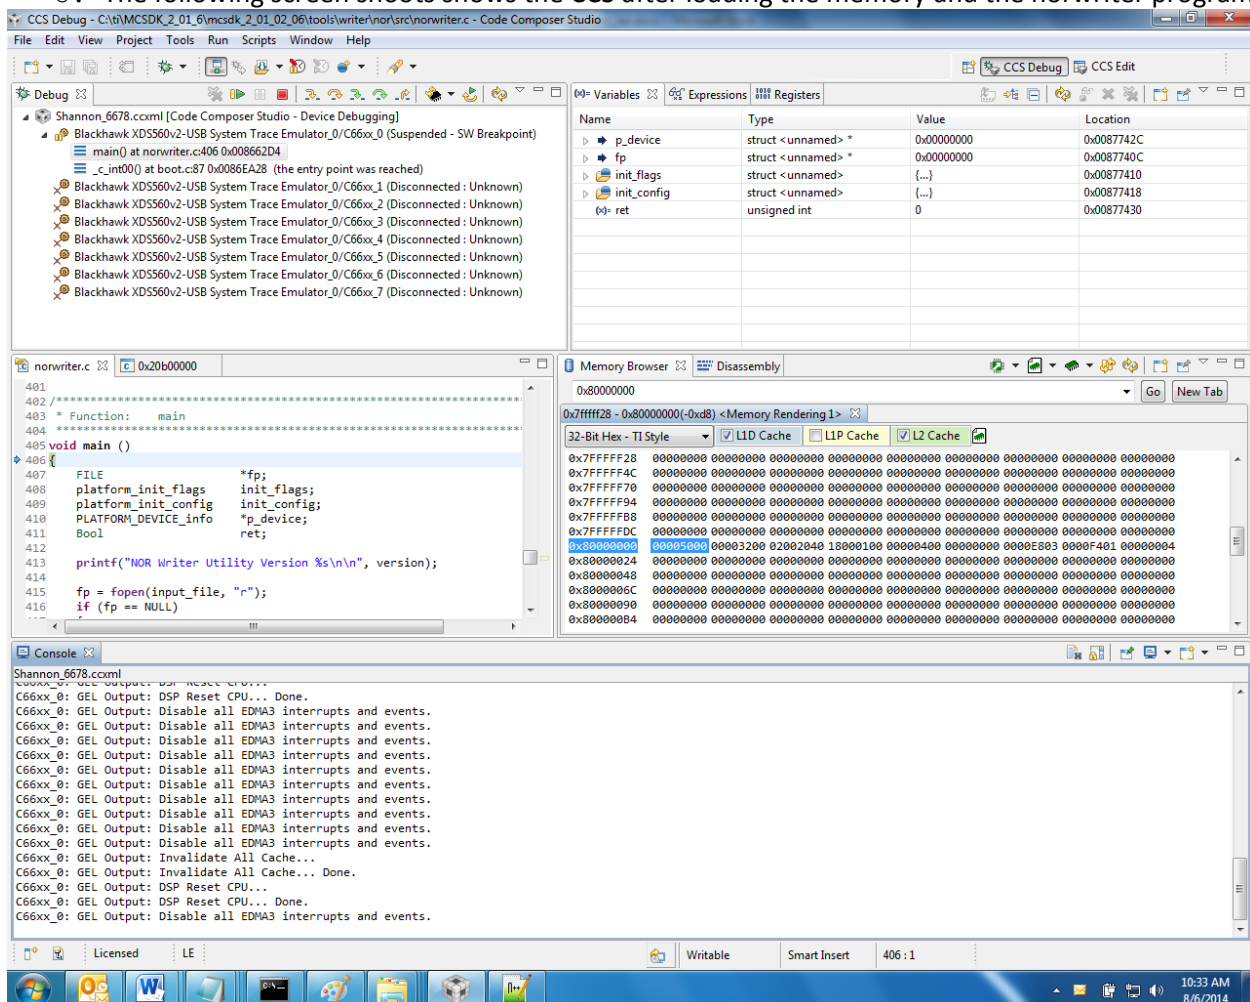 The following screen shoots shows the CCS after loading the memory and the norwriter program
CCS Debug - C:\ti\MCSDK_2_01_6\mcsdk_2_01_02_06\tools\writer\nor\src\norwriter.c - Code Composer Studio
File Edit View Project Tools Run Scripts Window Help
CCS Debug CCS Edit
Debug
Shannon_6678.ccxml [Code Composer Studio - Device Debugging]
Blackhawk XDS560v2-USB System Trace Emulator_0/C66xx_0 (Suspended - SW Breakpoint)
main() at norwriter.c:406 0x008662D4
_c_int00() at boot.c:87 0x0086EA28 (the entry point was reached)
Blackhawk XDS560v2-USB System Trace Emulator_0/C66xx_1 (Disconnected : Unknown)
Blackhawk XDS560v2-USB System Trace Emulator_0/C66xx_2 (Disconnected : Unknown)
Blackhawk XDS560v2-USB System Trace Emulator_0/C66xx_3 (Disconnected : Unknown)
Blackhawk XDS560v2-USB System Trace Emulator_0/C66xx_4 (Disconnected : Unknown)
Blackhawk XDS560v2-USB System Trace Emulator_0/C66xx_5 (Disconnected : Unknown)
Blackhawk XDS560v2-USB System Trace Emulator_0/C66xx_6 (Disconnected : Unknown)
Blackhawk XDS560v2-USB System Trace Emulator_0/C66xx_7 (Disconnected : Unknown)
(x)= Variables Expressions Registers
Name Type Value Location
p_device struct <unnamed> * 0x00000000 0x0087742C
fp struct <unnamed> * 0x00000000 0x0087740C
init_flags struct <unnamed> {...} 0x00877410
init_config struct <unnamed> {...} 0x00877418
(x)= ret unsigned int 0 0x00877430
norwriter.c 0x20b00000
401
402 /******************************************************************
403 * Function: main
404 ******************************************************************
405 void main ()
406 {
407 FILE *fp;
408 platform_init_flags init_flags;
409 platform_init_config init_config;
410 PLATFORM_DEVICE_info *p_device;
411 Bool ret;
412
413 printf("NOR Writer Utility Version %s\n\n", version);
414
415 fp = fopen(input_file, "r");
416 if (fp == NULL)
Memory Browser Disassembly
0x80000000 Go New Tab
0x7fffff28 - 0x80000000(-0xd8) <Memory Rendering 1>
32-Bit Hex - TI Style L1D Cache L1P Cache L2 Cache
0x7FFFFF28 00000000 00000000 00000000 00000000 00000000 00000000 00000000 00000000 00000000
0x7FFFFF4C 00000000 00000000 00000000 00000000 00000000 00000000 00000000 00000000 00000000
0x7FFFFF70 00000000 00000000 00000000 00000000 00000000 00000000 00000000 00000000 00000000
0x7FFFFF94 00000000 00000000 00000000 00000000 00000000 00000000 00000000 00000000 00000000
0x7FFFFFB8 00000000 00000000 00000000 00000000 00000000 00000000 00000000 00000000 00000000
0x7FFFFFDC 00000000 00000000 00000000 00000000 00000000 00000000 00000000 00000000 00000000
0x80000000 00005000 00003200 02002040 18000100 00000400 00000000 0000E803 0000F401 00000004
0x80000024 00000000 00000000 00000000 00000000 00000000 00000000 00000000 00000000 00000000
0x80000048 00000000 00000000 00000000 00000000 00000000 00000000 00000000 00000000 00000000
0x8000006C 00000000 00000000 00000000 00000000 00000000 00000000 00000000 00000000 00000000
0x80000090 00000000 00000000 00000000 00000000 00000000 00000000 00000000 00000000 00000000
0x800000B4 00000000 00000000 00000000 00000000 00000000 00000000 00000000 00000000 00000000
Console
Shannon_6678.ccxml
C66xx_0: GEL Output: DSP Reset CPU...
C66xx_0: GEL Output: DSP Reset CPU... Done.
C66xx_0: GEL Output: Disable all EDMA3 interrupts and events.
C66xx_0: GEL Output: Disable all EDMA3 interrupts and events.
C66xx_0: GEL Output: Disable all EDMA3 interrupts and events.
C66xx_0: GEL Output: Disable all EDMA3 interrupts and events.
C66xx_0: GEL Output: Disable all EDMA3 interrupts and events.
C66xx_0: GEL Output: Disable all EDMA3 interrupts and events.
C66xx_0: GEL Output: Disable all EDMA3 interrupts and events.
C66xx_0: GEL Output: Disable all EDMA3 interrupts and events.
C66xx_0: GEL Output: Disable all EDMA3 interrupts and events.
C66xx_0: GEL Output: Disable all EDMA3 interrupts and events.
C66xx_0: GEL Output: Invalidate All Cache...
C66xx_0: GEL Output: Invalidate All Cache... Done.
C66xx_0: GEL Output: DSP Reset CPU...
C66xx_0: GEL Output: DSP Reset CPU... Done.
C66xx_0: GEL Output: Disable all EDMA3 interrupts and events.
Licensed LE Writable Smart Insert 406 : 1
10:33 AM
8/6/2014